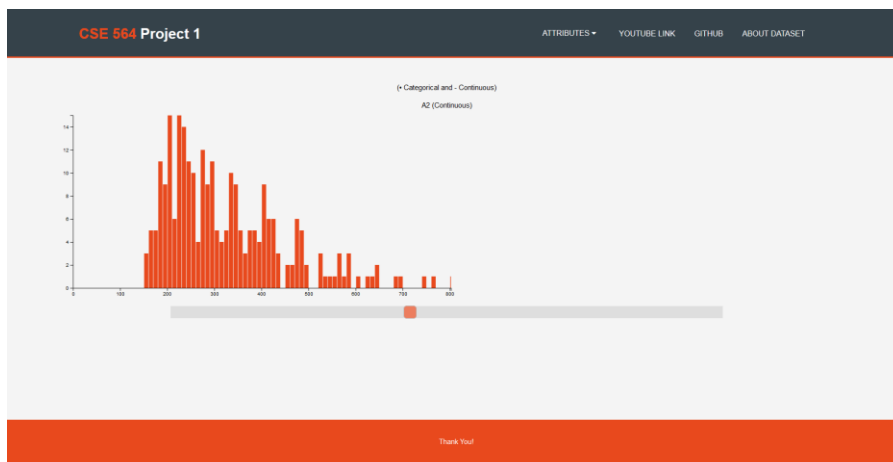 CSE 564 Project 1
ATTRIBUTES YOUTUBE LINK GITHUB ABOUT DATASET
(• Categorical and - Continuous)
A2 (Continuous)
14
12
10
8
6
4
2
0
0 100 200 300 400 500 600 700 800
Thank You!